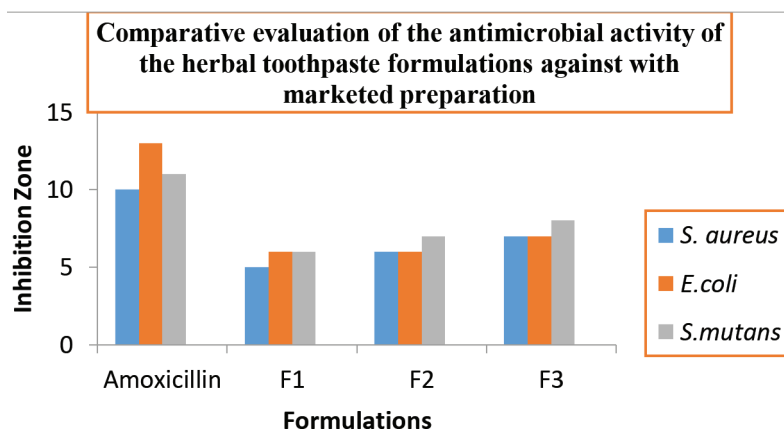 Comparative evaluation of the antimicrobial activity of
the herbal toothpaste formulations against with
marketed preparation
15
10
5
0
Inhibition Zone
Amoxicillin F1 F2 F3
Formulations
S. aureus
E.coli
S.mutans